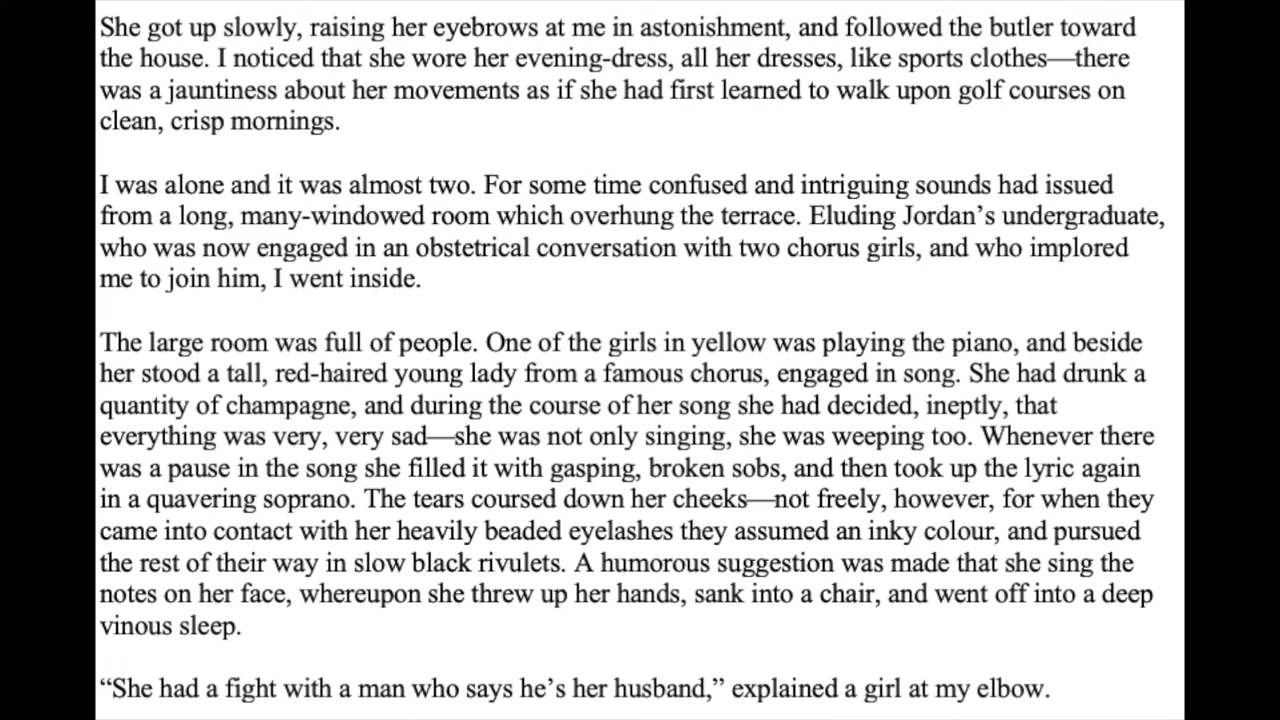 She got up slowly, raising her eyebrows at me in astonishment, and followed the butler toward
the house. I noticed that she wore her evening-dress, all her dresses, like sports clothes—there
was a jauntiness about her movements as if she had first learned to walk upon golf courses on
clean, crisp mornings.
I was alone and it was almost two. For some time confused and intriguing sounds had issued
from a long, many-windowed room which overhung the terrace. Eluding Jordan’s undergraduate,
who was now engaged in an obstetrical conversation with two chorus girls, and who implored
me to join him, I went inside.
The large room was full of people. One of the girls in yellow was playing the piano, and beside
her stood a tall, red-haired young lady from a famous chorus, engaged in song. She had drunk a
quantity of champagne, and during the course of her song she had decided, ineptly, that
everything was very, very sad—she was not only singing, she was weeping too. Whenever there
was a pause in the song she filled it with gasping, broken sobs, and then took up the lyric again
in a quavering soprano. The tears coursed down her cheeks—not freely, however, for when they
came into contact with her heavily beaded eyelashes they assumed an inky colour, and pursued
the rest of their way in slow black rivulets. A humorous suggestion was made that she sing the
notes on her face, whereupon she threw up her hands, sank into a chair, and went off into a deep
vinous sleep.
“She had a fight with a man who says he’s her husband,” explained a girl at my elbow.